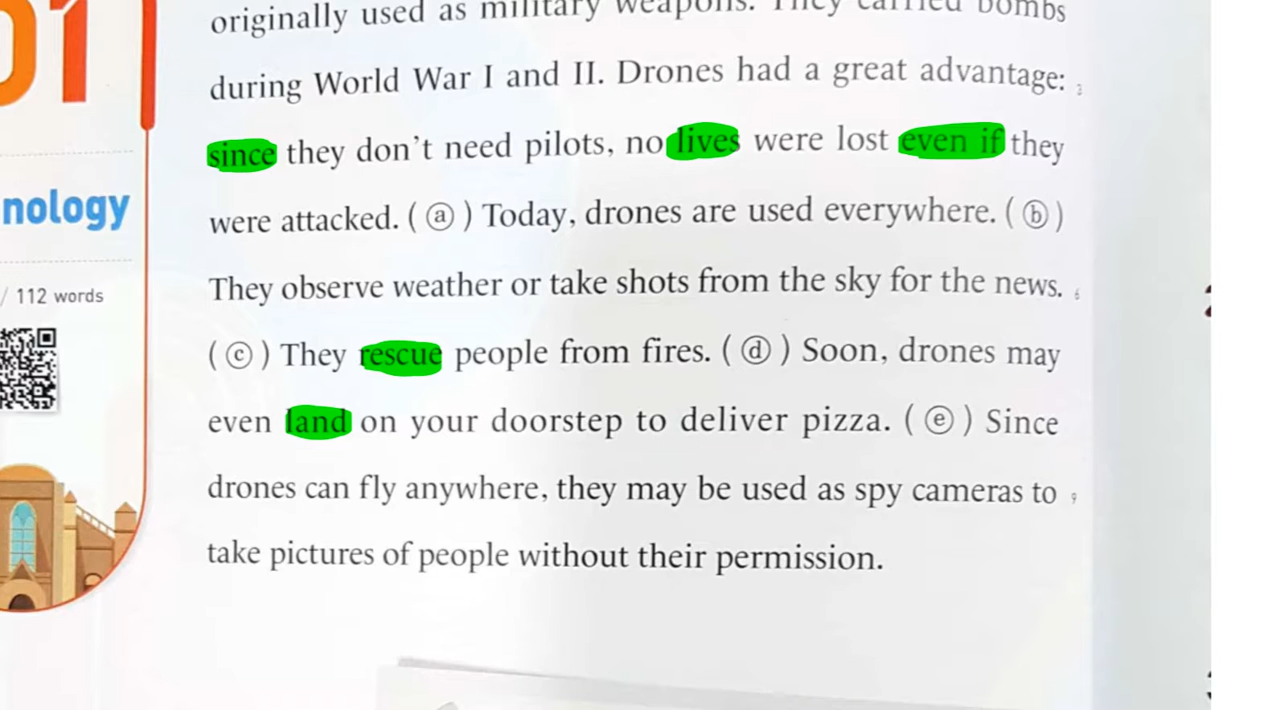 01
nology
/ 112 words
originally used as military weapons. They carried bombs
during World War I and II. Drones had a great advantage: 3
since they don't need pilots, no lives were lost even if they
were attacked. ( ⓐ ) Today, drones are used everywhere. ( ⓑ )
They observe weather or take shots from the sky for the news. 6
( ⓒ ) They rescue people from fires. ( ⓓ ) Soon, drones may
even land on your doorstep to deliver pizza. ( ⓔ ) Since
drones can fly anywhere, they may be used as spy cameras to 9
take pictures of people without their permission.